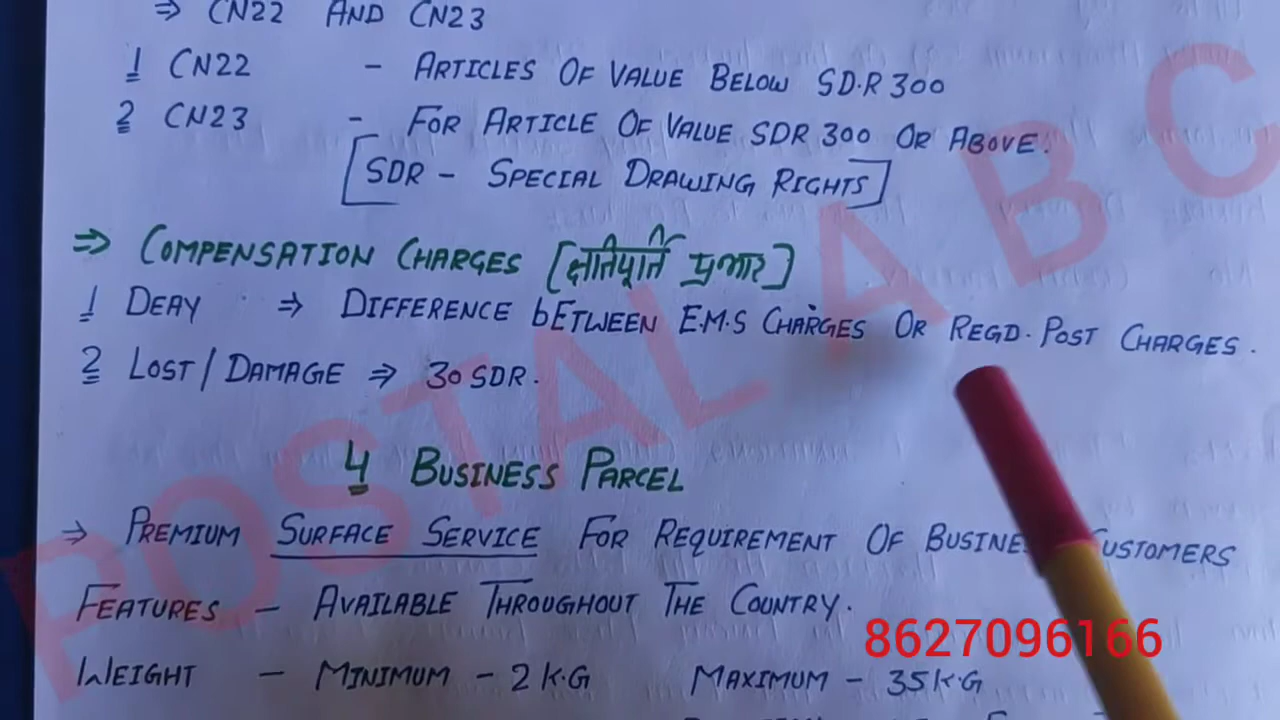 ⇒ CN22 AND CN23
1 CN22 - ARTICLES OF VALUE BELOW SD.R 300
2 CN23 - FOR ARTICLE OF VALUE SDR 300 OR ABOVE.
[SDR - SPECIAL DRAWING RIGHTS]
⇒ COMPENSATION CHARGES [क्षतिपूर्ति प्रभार]
1 DEAY ⇒ DIFFERENCE bETWEEN E.M.S CHARGES OR REGD. POST CHARGES.
2 LOST / DAMAGE ⇒ 30 SDR.
4 BUSINESS PARCEL
⇒ PREMIUM SURFACE SERVICE FOR REQUIREMENT OF BUSINE CUSTOMERS
FEATURES - AVAILABLE THROUGHOUT THE COUNTRY.
WEIGHT - MINIMUM - 2 K.G MAXIMUM - 35 K.G
8627096166
POSTAL A B C